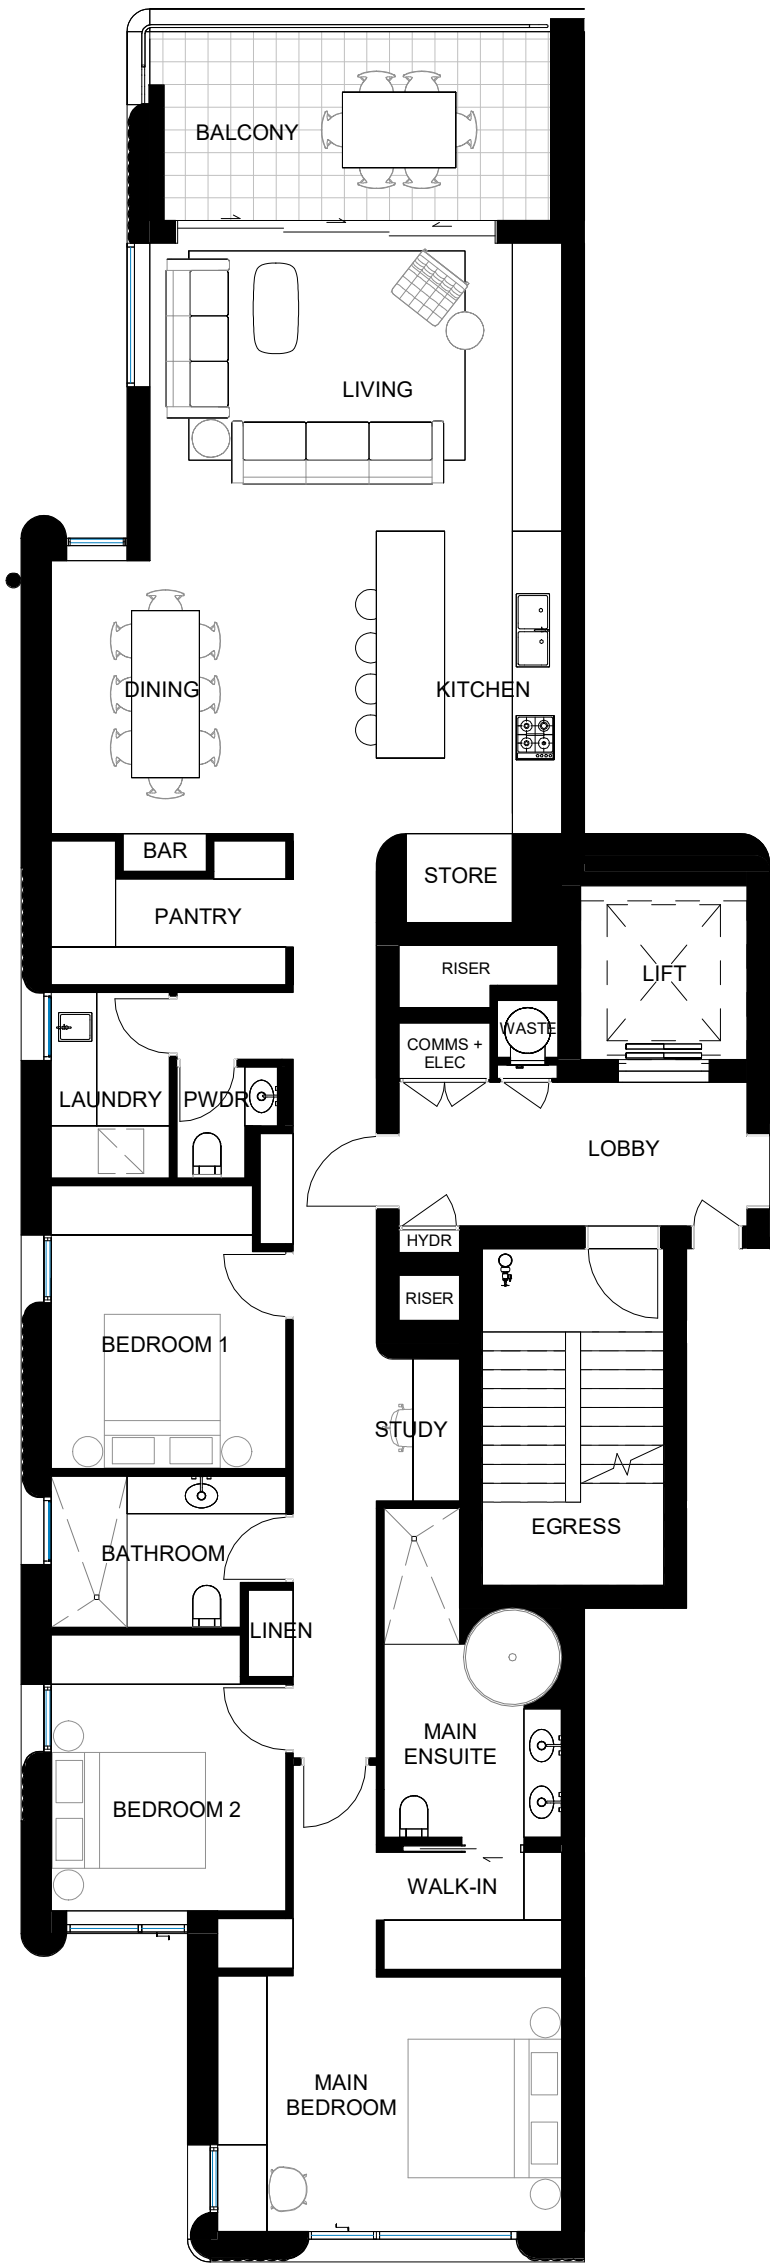 BALCONY
LIVING
DINING
KITCHEN
BAR
STORE
PANTRY
RISER
LIFT
WASTE
COMMS +
ELEC
LAUNDRY
PWDR
LOBBY
HYDR
RISER
BEDROOM 1
STUDY
EGRESS
BATHROOM
LINEN
MAIN
ENSUITE
BEDROOM 2
WALK-IN
MAIN
BEDROOM